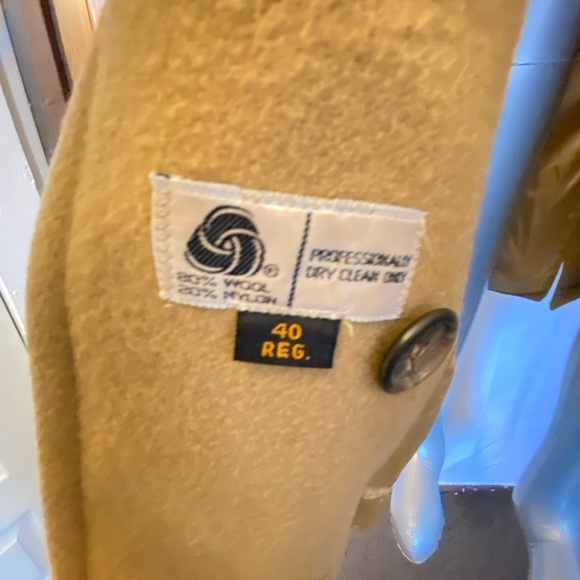 ®
80% WOOL
20% NYLON
PROFESSIONALLY
DRY CLEAN ONLY
40
REG.